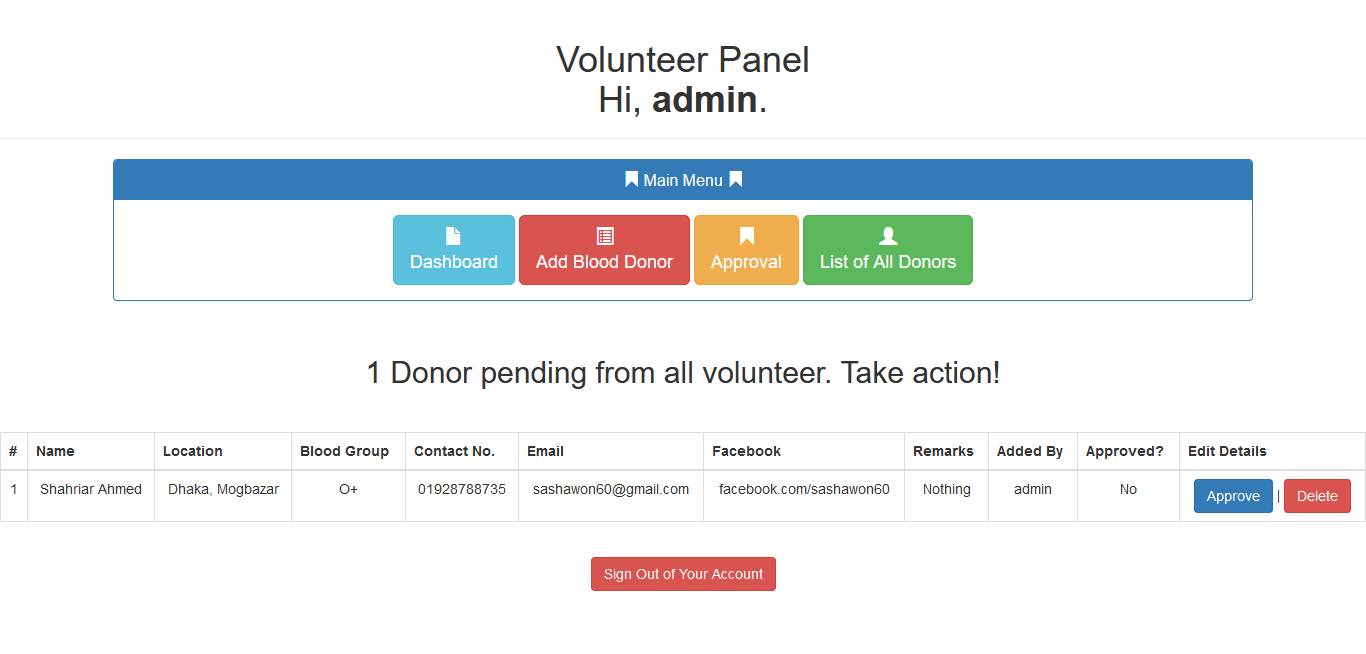 Volunteer Panel
Hi, admin.
Main Menu
Dashboard
Add Blood Donor
Approval
List of All Donors
1 Donor pending from all volunteer. Take action!
# Name Location Blood Group Contact No. Email Facebook Remarks Added By Approved? Edit Details
1 Shahriar Ahmed Dhaka, Mogbazar O+ 01928788735 sashawon60@gmail.com facebook.com/sashawon60 Nothing admin No Approve | Delete
Sign Out of Your Account